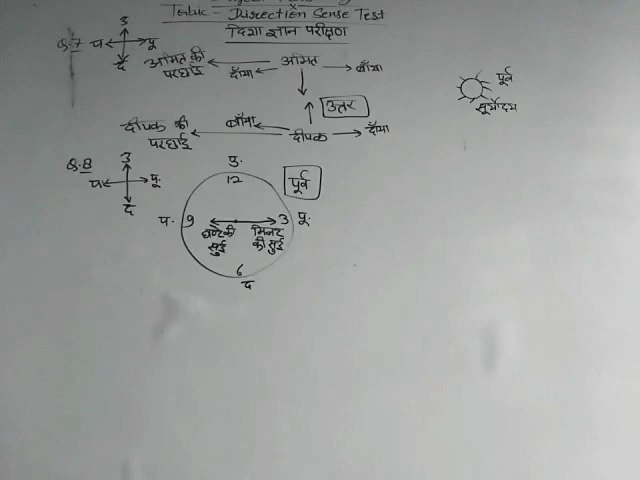 Topic - Direction Sense Test
दिशा ज्ञान परीक्षण
Q.7
उ
प पू
द
अमित की
परछाई
दाँया
अमित
बाँया
उत्तर
दीपक की
परछाई
बाँया
दीपक
दाँया
पूर्व
सूर्योदय
Q.8
उ
प पू.
द
पूर्व
12
प. 9
3 पू.
घण्टे की
सुई
मिनट
की सुई
6
द